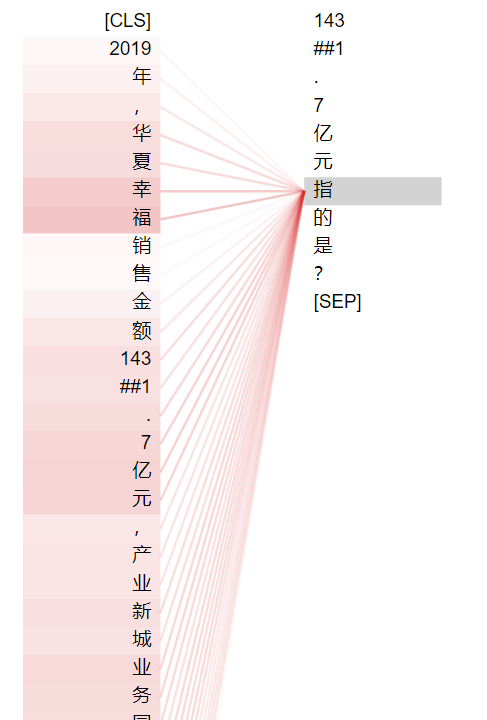 [CLS]
2019
年
,
华
夏
幸
福
销
售
金
额
143
##1
.
7
亿
元
,
产
业
新
城
业
务
143
##1
.
7
亿
元
指
的
是
?
[SEP]